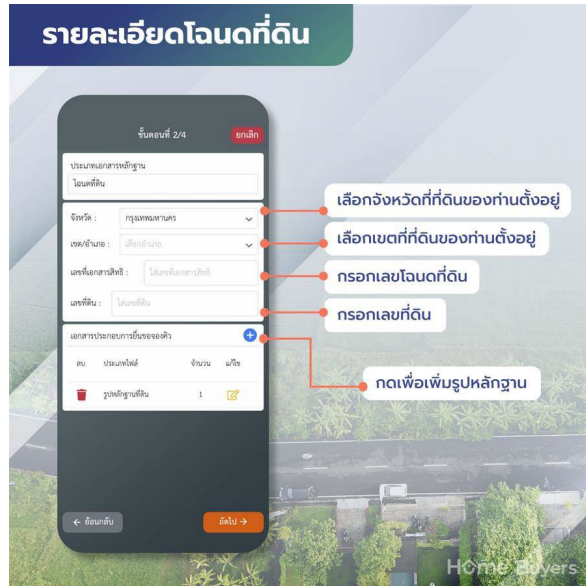 รายละเอียดโฉนดที่ดิน
ขั้นตอนที่ 2/4
ยกเลิก
ประเภทเอกสารหลักฐาน
โฉนดที่ดิน
จังหวัด : กรุงเทพมหานคร
เลือกจังหวัดที่ที่ดินของท่านตั้งอยู่
เขต/อำเภอ : เลือกอำเภอ
เลือกเขตที่ที่ดินของท่านตั้งอยู่
เลขที่เอกสารสิทธิ : ใส่เลขที่เอกสารสิทธิ
กรอกเลขโฉนดที่ดิน
เลขที่ดิน : ใส่เลขที่ดิน
กรอกเลขที่ดิน
เอกสารประกอบการยื่นขอจองคิว
กดเพื่อเพิ่มรูปหลักฐาน
ลบ ประเภทไฟล์ จำนวน แก้ไข
รูปหลักฐานที่ดิน 1
← ย้อนกลับ
ถัดไป →
Home Buyers